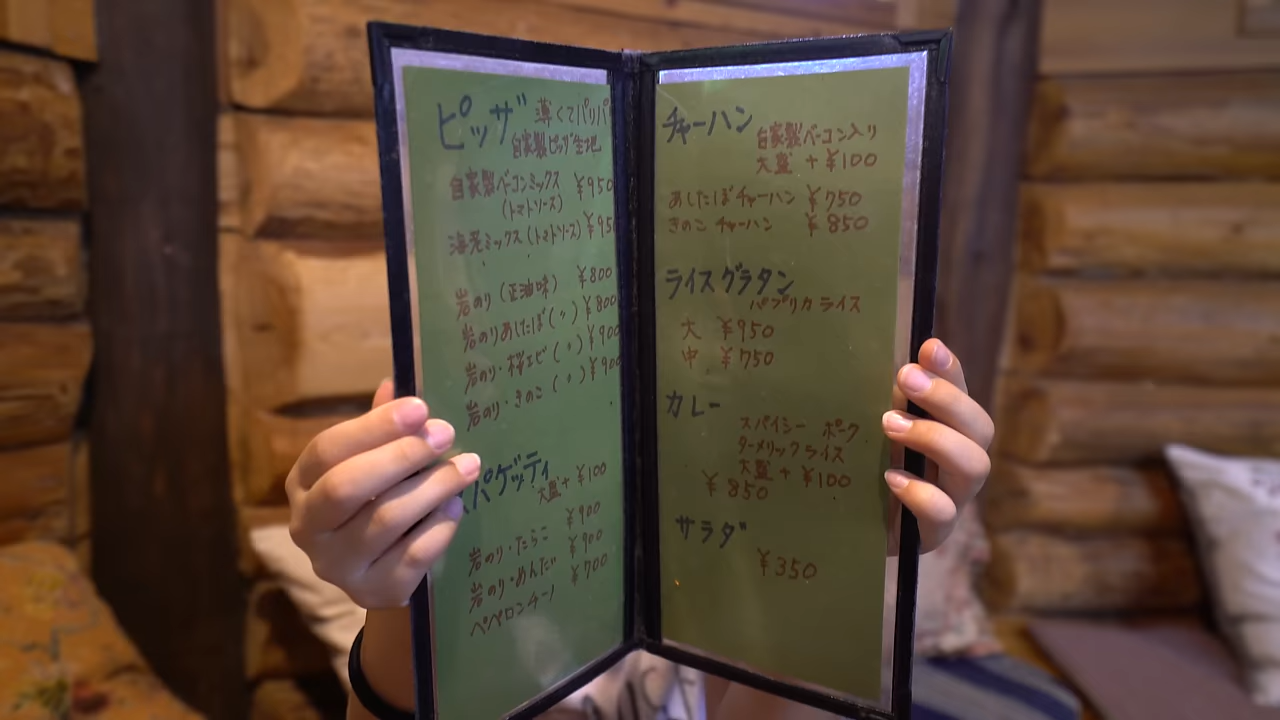 ピッザ 薄くてパリパ
自家製ピッザ生地
自家製ベーコンミックス ¥950
(トマトソース)
海老ミックス(トマトソース) ¥950
岩のり(正油味) ¥800
岩のりあしたば(〃) ¥800
岩のり・桜エビ(〃) ¥900
岩のり・きのこ(〃) ¥900
パゲッティ
大盛+¥100
岩のり・たらこ ¥900
岩のり・めんたい ¥900
ペペロンチーノ ¥700
チャーハン 自家製ベーコン入り
大盛 +¥100
あしたばチャーハン ¥750
きのこ チャーハン ¥850
ライスグラタン
パプリカライス
大 ¥950
中 ¥750
カレー
スパイシー ポーク
ターメリックライス
大盛+¥100
¥850
サラダ
¥350